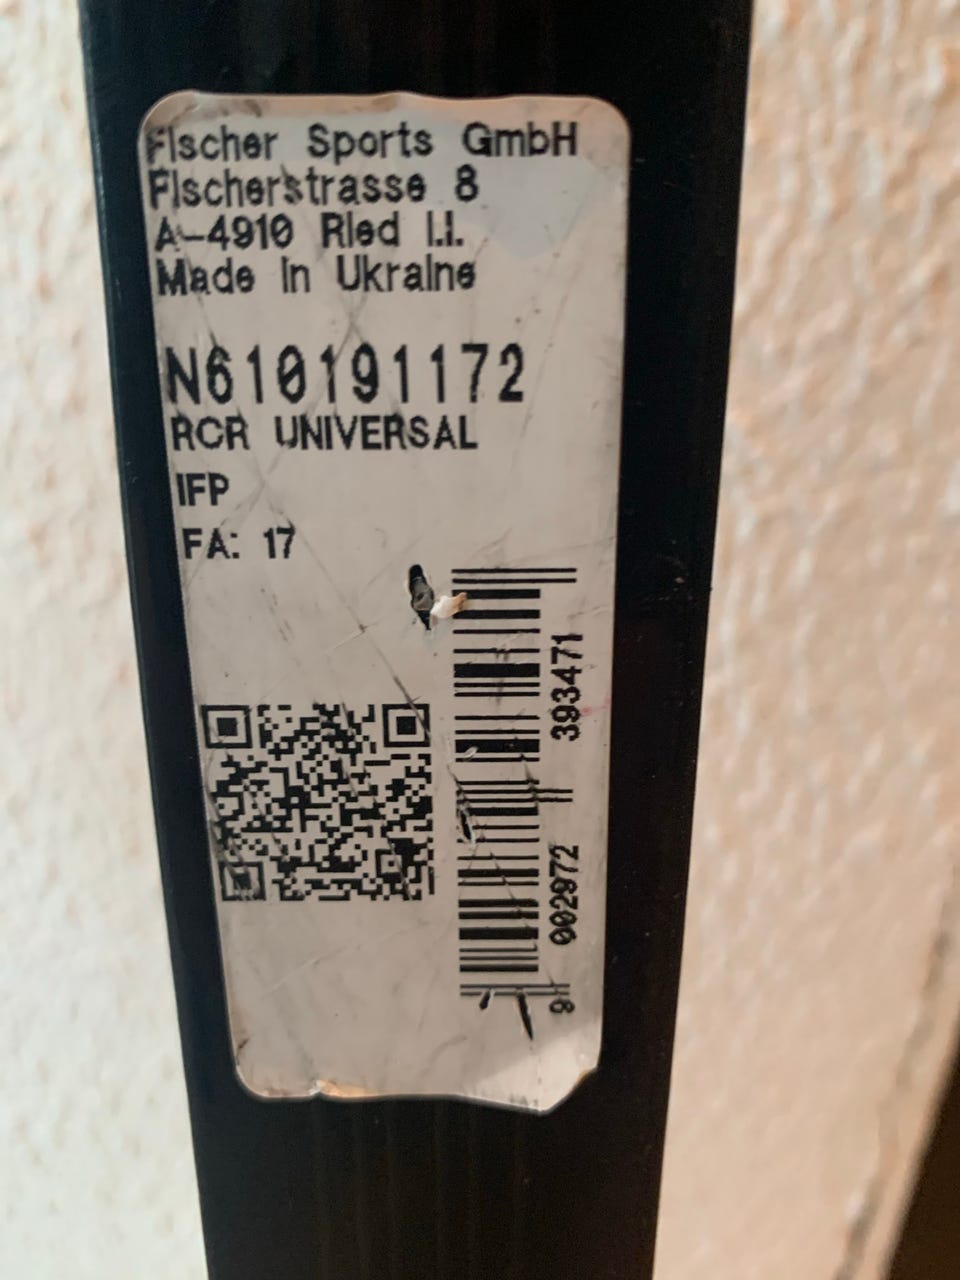 Fischer Sports GmbH
Fischerstrasse 8
A-4910 Ried i.I.
Made in Ukraine
N610191172
RCR UNIVERSAL
IFP
FA: 17
9 002972 393471